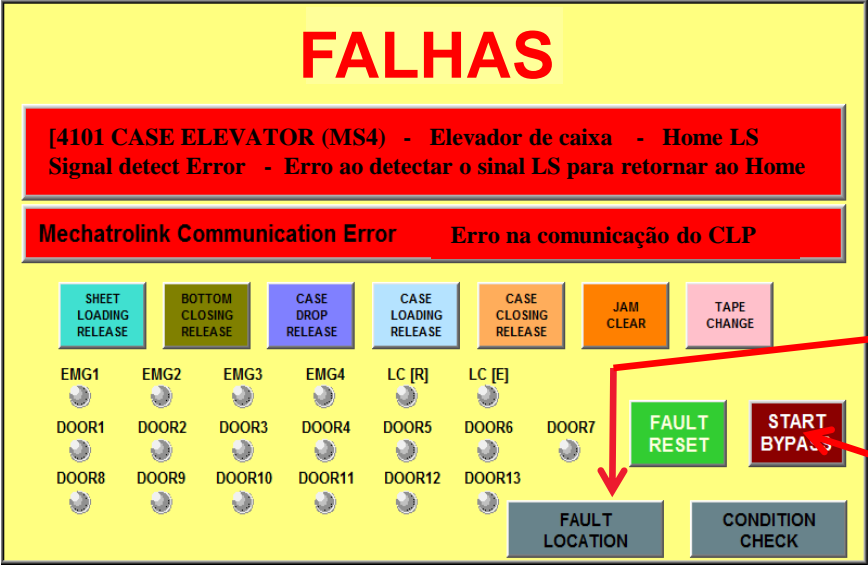 FALHAS
[4101 CASE ELEVATOR (MS4) - Elevador de caixa - Home LS
Signal detect Error - Erro ao detectar o sinal LS para retornar ao Home
Mechatrolink Communication Error Erro na comunicação do CLP
SHEET
LOADING
RELEASE
BOTTOM
CLOSING
RELEASE
CASE
DROP
RELEASE
CASE
LOADING
RELEASE
CASE
CLOSING
RELEASE
JAM
CLEAR
TAPE
CHANGE
EMG1 EMG2 EMG3 EMG4 LC [R] LC [E]
DOOR1 DOOR2 DOOR3 DOOR4 DOOR5 DOOR6 DOOR7
DOOR8 DOOR9 DOOR10 DOOR11 DOOR12 DOOR13
FAULT
RESET
START
BYPASS
FAULT
LOCATION
CONDITION
CHECK